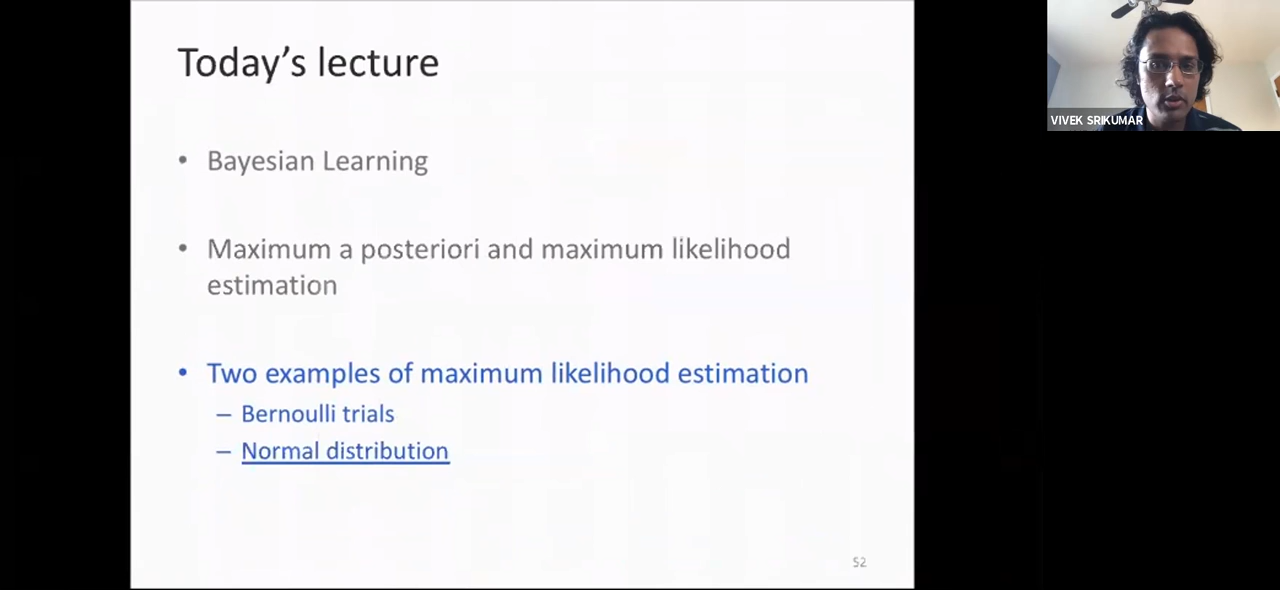 Today's lecture
VIVEK SRIKUMAR
• Bayesian Learning
• Maximum a posteriori and maximum likelihood
estimation
• Two examples of maximum likelihood estimation
– Bernoulli trials
– Normal distribution
52